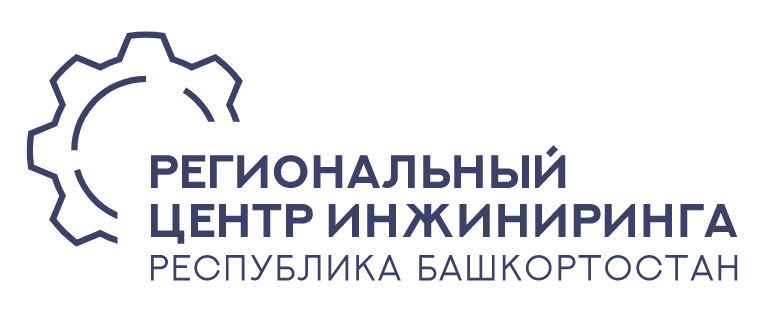 РЕГИОНАЛЬНЫЙ
ЦЕНТР ИНЖИНИРИНГА
РЕСПУБЛИКА БАШКОРТОСТАН